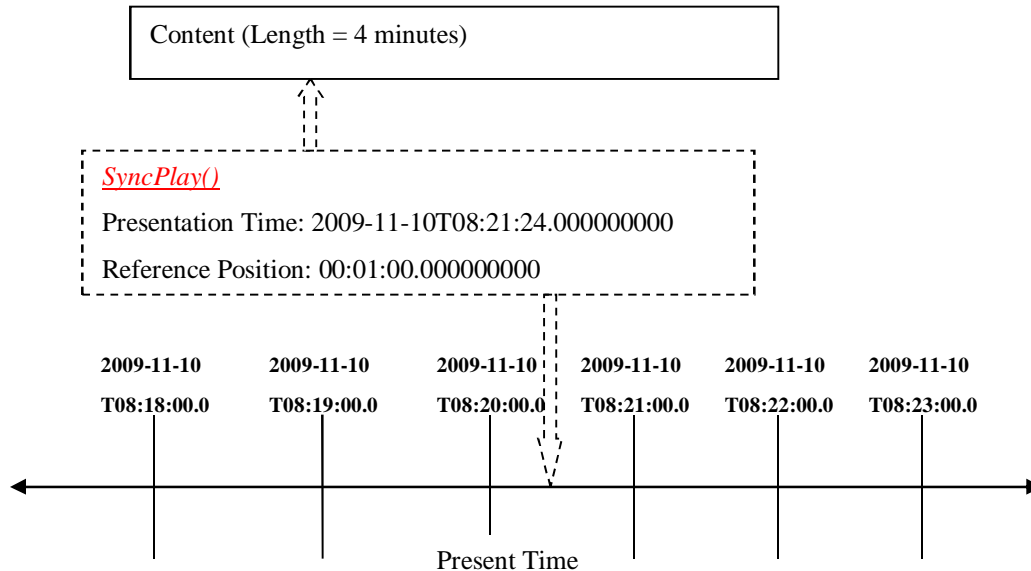 Content (Length = 4 minutes)
SyncPlay()
Presentation Time: 2009-11-10T08:21:24.000000000
Reference Position: 00:01:00.000000000
2009-11-10 2009-11-10 2009-11-10 2009-11-10 2009-11-10 2009-11-10
T08:18:00.0 T08:19:00.0 T08:20:00.0 T08:21:00.0 T08:22:00.0 T08:23:00.0
Present Time